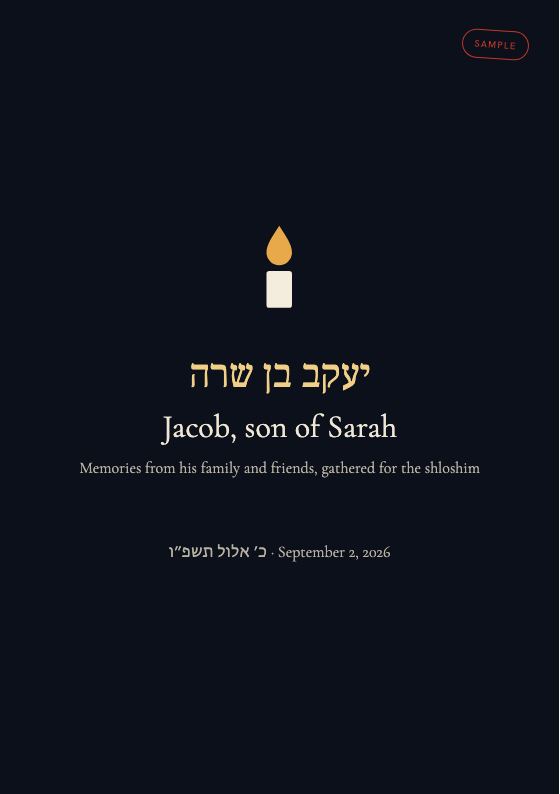 SAMPLE
יעקב בן שרה
Jacob, son of Sarah
Memories from his family and friends, gathered for the shloshim
כ׳ אלול תשפ״ו · September 2, 2026